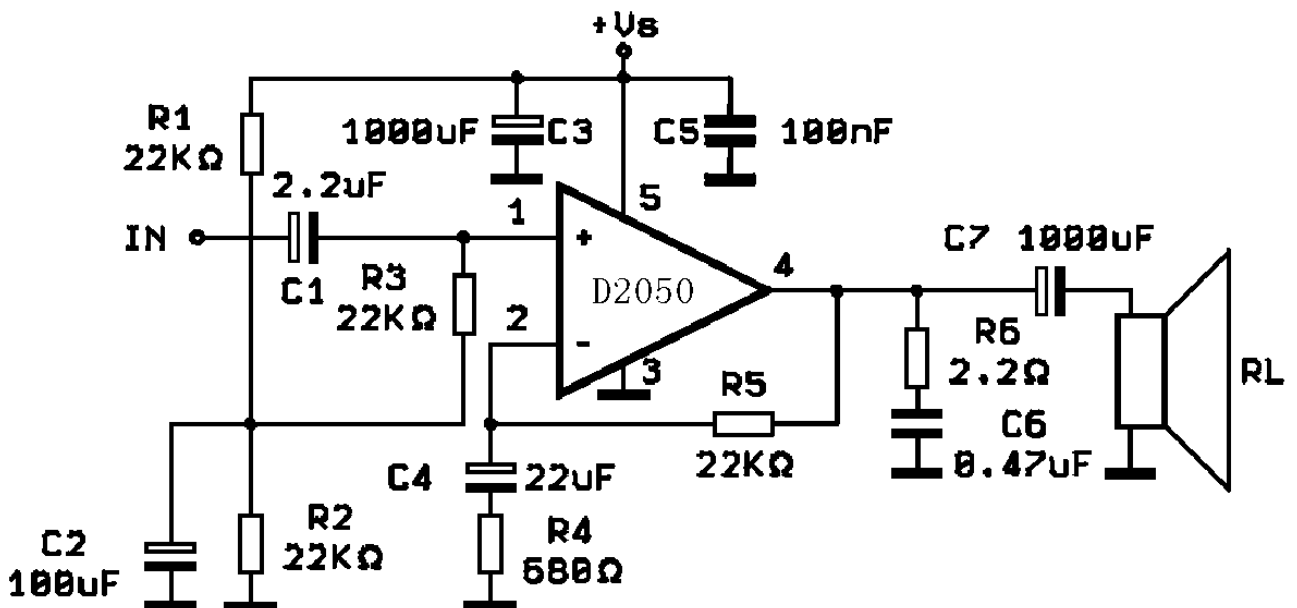 +Vs
R1
22KΩ
1000uF
C3
C5
100nF
2.2uF
1
5
IN
+
C7 1000uF
C1
R3
22KΩ
D2050
4
2
-
3
R5
22KΩ
R6
2.2Ω
RL
C6
0.47uF
C4
22uF
C2
100uF
R2
22KΩ
R4
680Ω